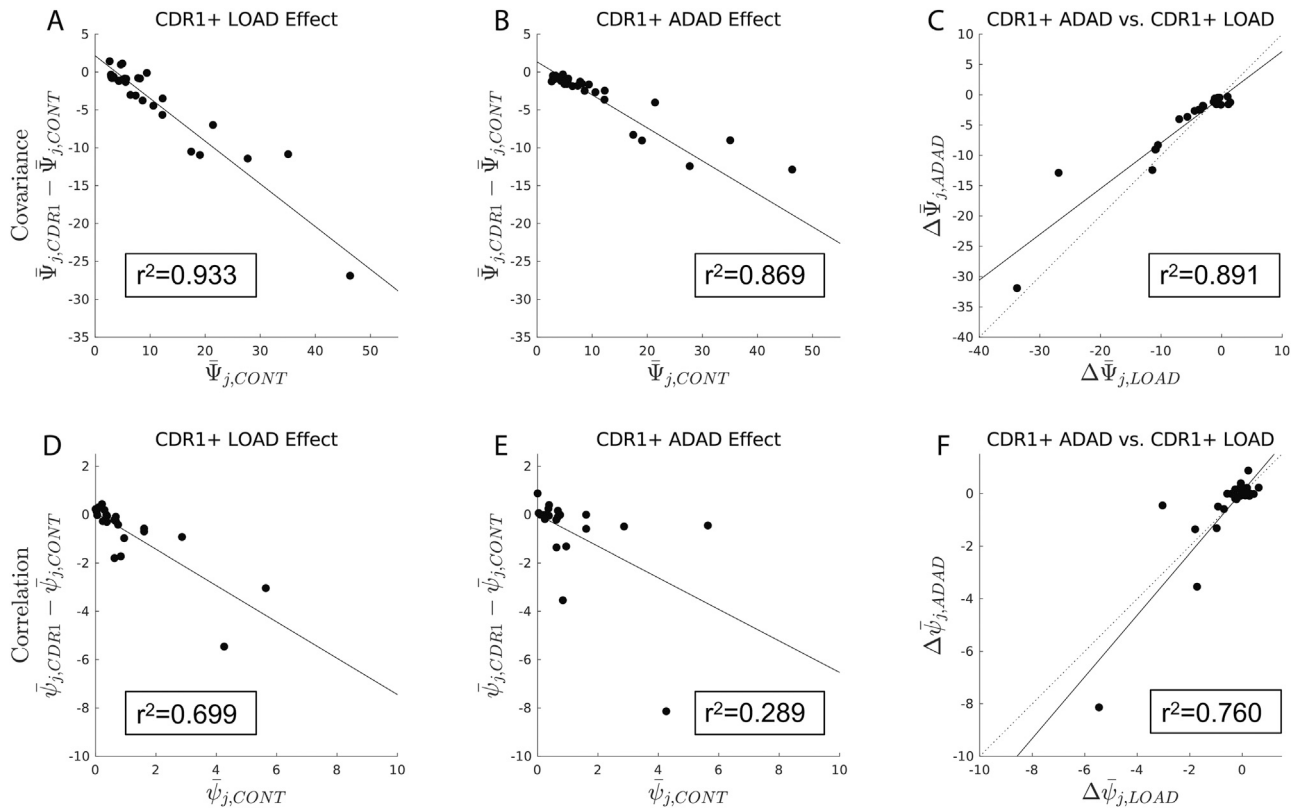 A
CDR1+ LOAD Effect
Covariance
Ψ̄j,CDR1 − Ψ̄j,CONT
5
0
-5
-10
-15
-20
-25
-30
-35
r²=0.933
0 10 20 30 40 50
Ψ̄j,CONT
B
CDR1+ ADAD Effect
Ψ̄j,CDR1 − Ψ̄j,CONT
5
0
-5
-10
-15
-20
-25
-30
-35
r²=0.869
0 10 20 30 40 50
Ψ̄j,CONT
C
CDR1+ ADAD vs. CDR1+ LOAD
ΔΨ̄j,ADAD
10
5
0
-5
-10
-15
-20
-25
-30
-35
-40
r²=0.891
-40 -30 -20 -10 0 10
ΔΨ̄j,LOAD
D
CDR1+ LOAD Effect
Correlation
ψ̄j,CDR1 − ψ̄j,CONT
2
0
-2
-4
-6
-8
-10
r²=0.699
0 2 4 6 8 10
ψ̄j,CONT
E
CDR1+ ADAD Effect
ψ̄j,CDR1 − ψ̄j,CONT
2
0
-2
-4
-6
-8
-10
r²=0.289
0 2 4 6 8 10
ψ̄j,CONT
F
CDR1+ ADAD vs. CDR1+ LOAD
Δψ̄j,ADAD
0
-2
-4
-6
-8
-10
r²=0.760
-10 -8 -6 -4 -2 0
Δψ̄j,LOAD